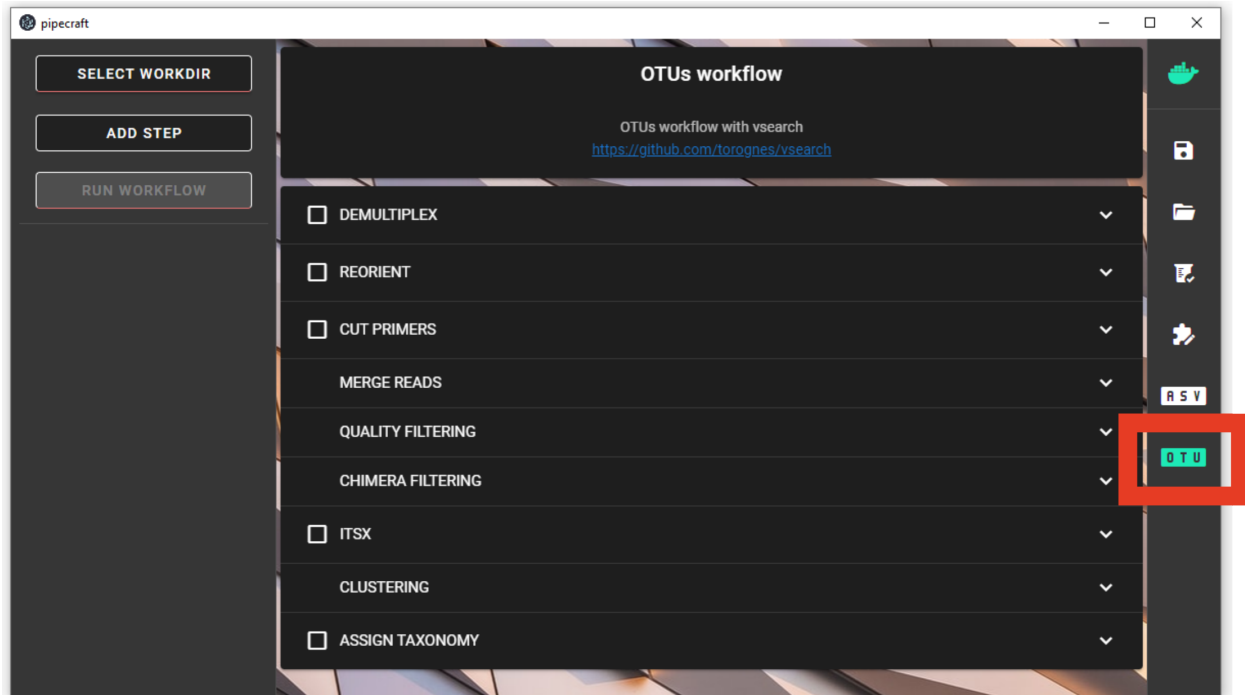 pipecraft
SELECT WORKDIR
ADD STEP
RUN WORKFLOW
OTUs workflow
OTUs workflow with vsearch
https://github.com/torognes/vsearch
DEMULTIPLEX
REORIENT
CUT PRIMERS
MERGE READS
QUALITY FILTERING
CHIMERA FILTERING
ITSX
CLUSTERING
ASSIGN TAXONOMY
ASV
OTU